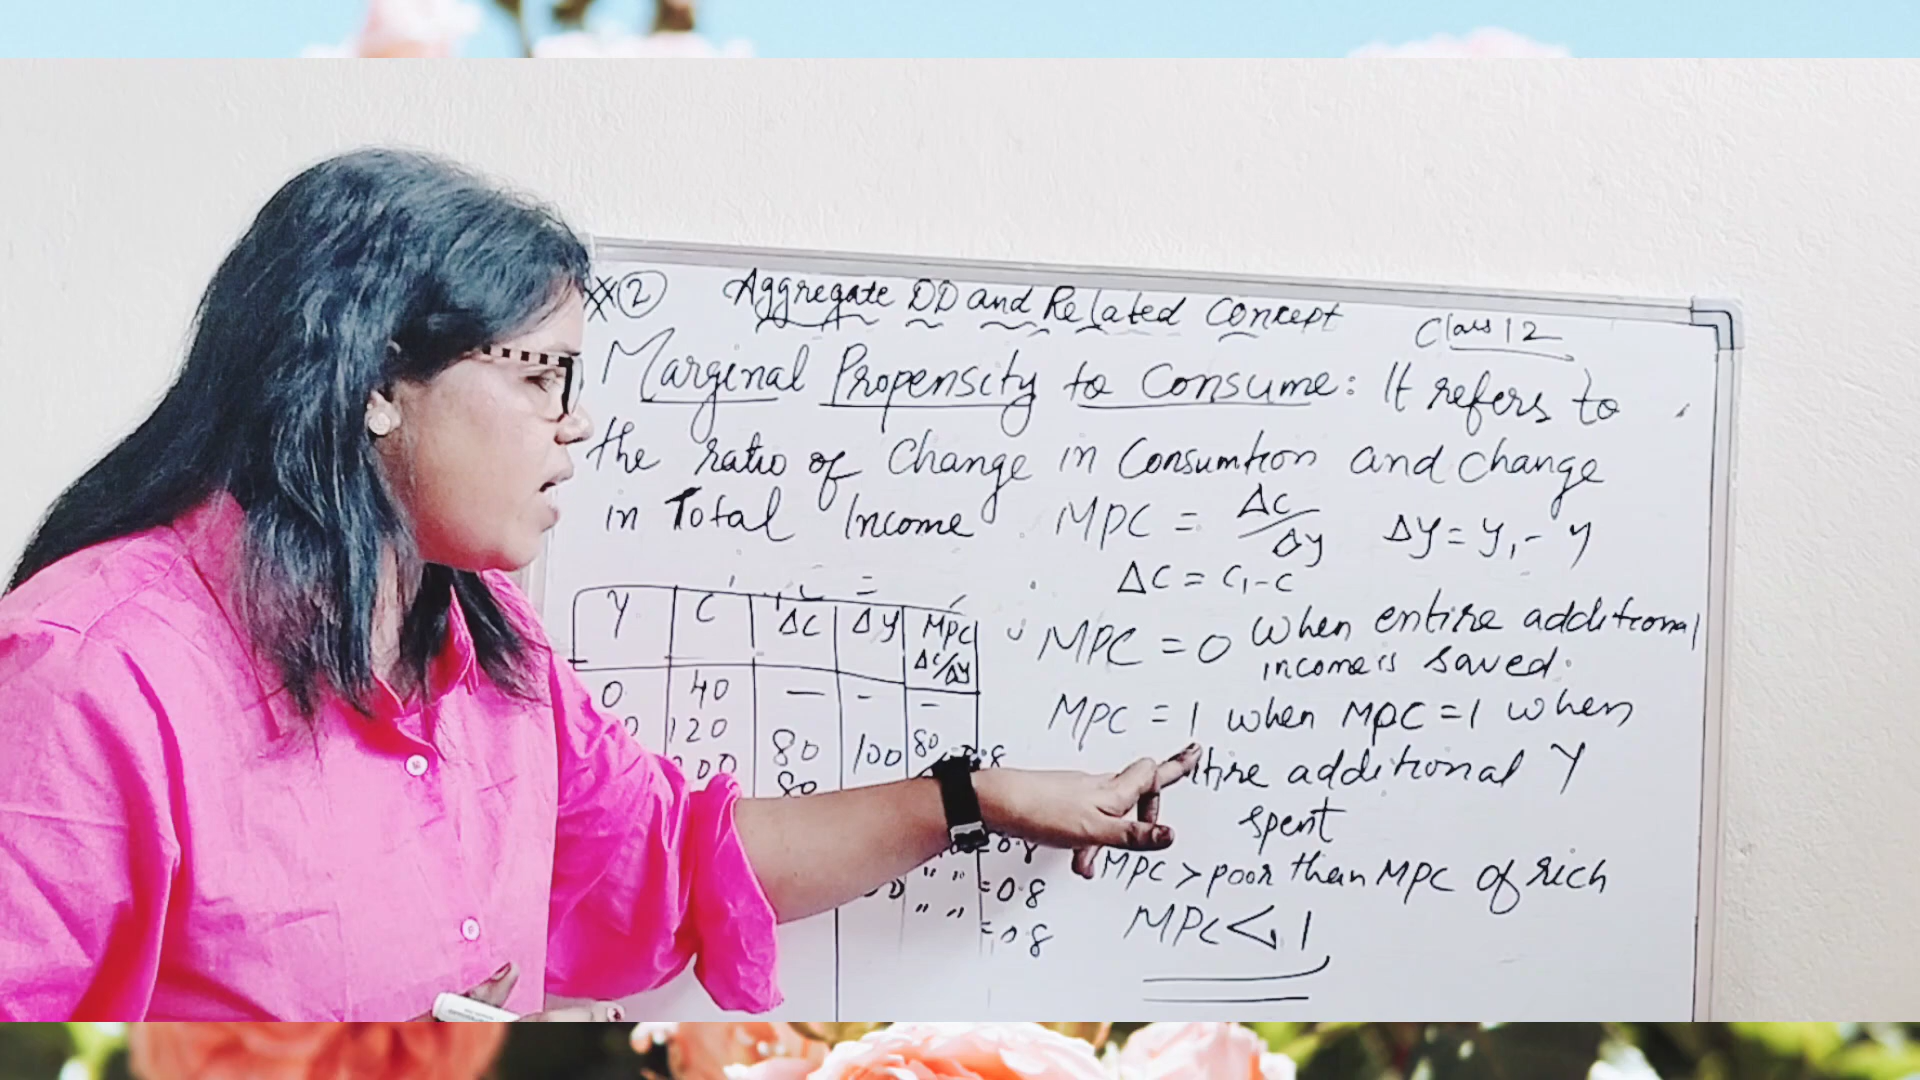 ② Aggregate DD and Related Concept Class 12
Marginal Propensity to Consume: It refers to
the ratio of Change in Consumtion and change
in Total Income MPC = ΔC/ΔY ΔY = Y₁ - Y
ΔC = C₁ - C
Y C ΔC ΔY MPC ΔC/ΔY
0 40 — - -
120 80 100 80
80
= 0.8
= 0.8
MPC = 0 When entire additional
income is saved.
MPC = 1 when MPC = 1 when
additional Y
spent
MPC > poor than MPC of rich
MPC < 1